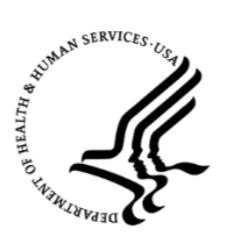 DEPARTMENT OF HEALTH & HUMAN SERVICES · USA